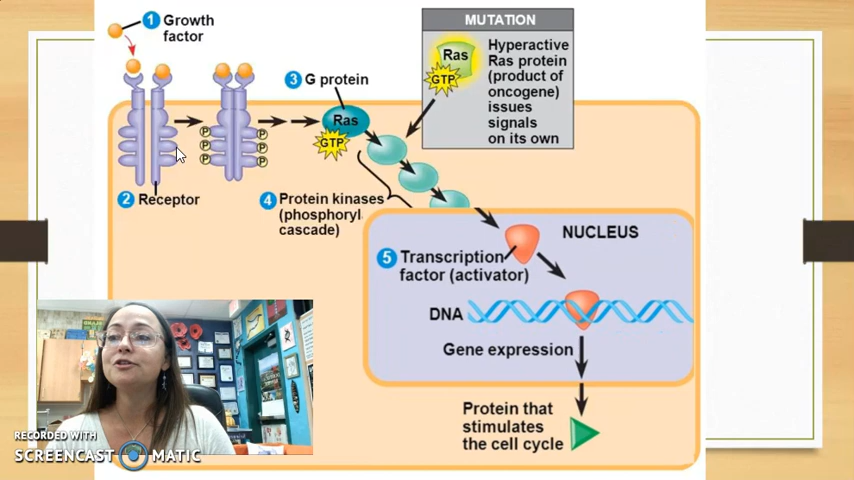 1 Growth
factor
2 Receptor
P
P
P
P
P
P
3 G protein
Ras
GTP
4 Protein kinases
(phosphoryl
cascade)
MUTATION
Ras
GTP
Hyperactive
Ras protein
(product of
oncogene)
issues
signals
on its own
NUCLEUS
5 Transcription
factor (activator)
DNA
Gene expression
Protein that
stimulates
the cell cycle
RECORDED WITH
SCREENCAST MATIC